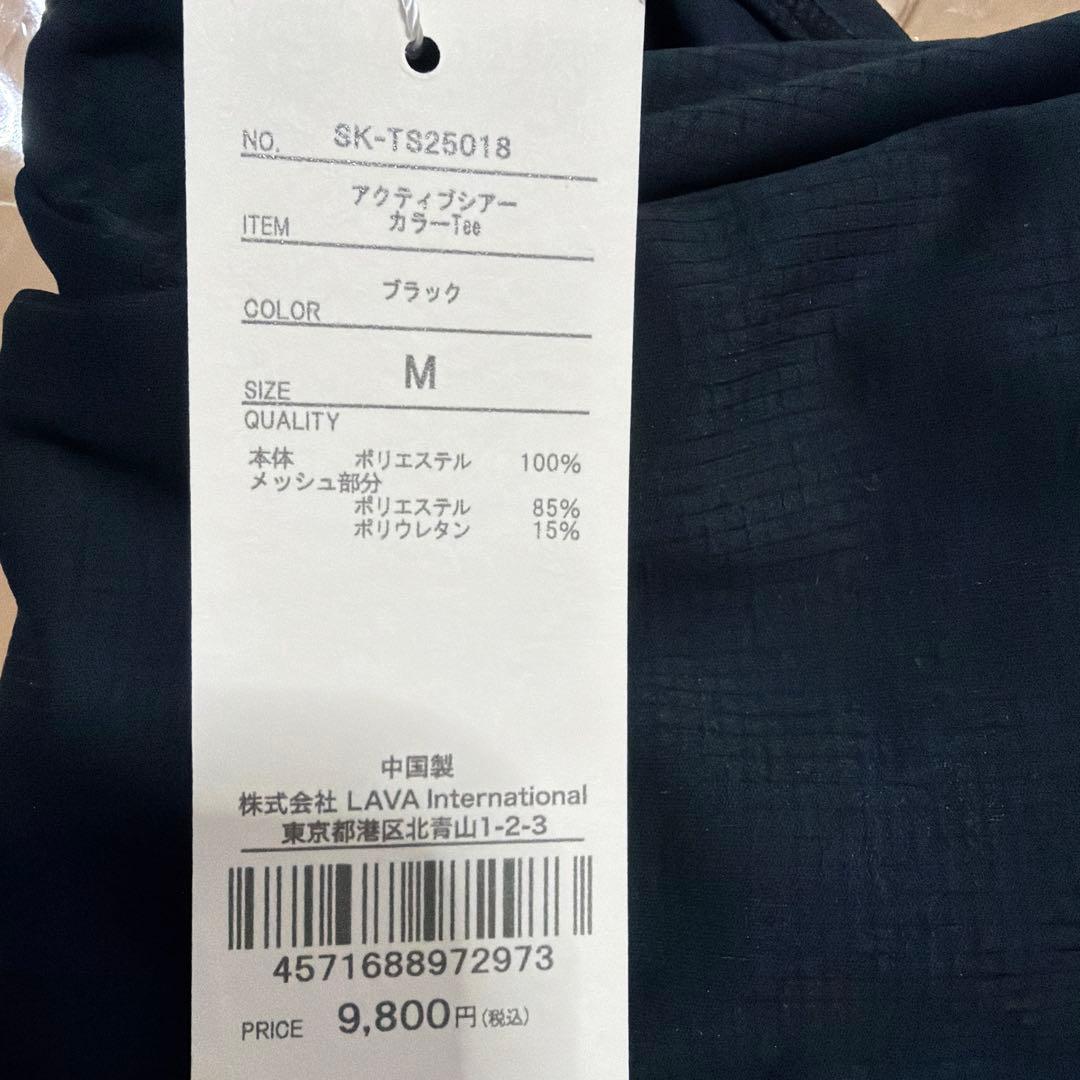 NO. SK-TS25018
アクティブシアー
ITEM カラーTee
COLOR ブラック
SIZE M
QUALITY
本体 ポリエステル 100%
メッシュ部分
ポリエステル 85%
ポリウレタン 15%
中国製
株式会社 LAVA International
東京都港区北青山1-2-3
4571688972973
PRICE 9,800円(税込)